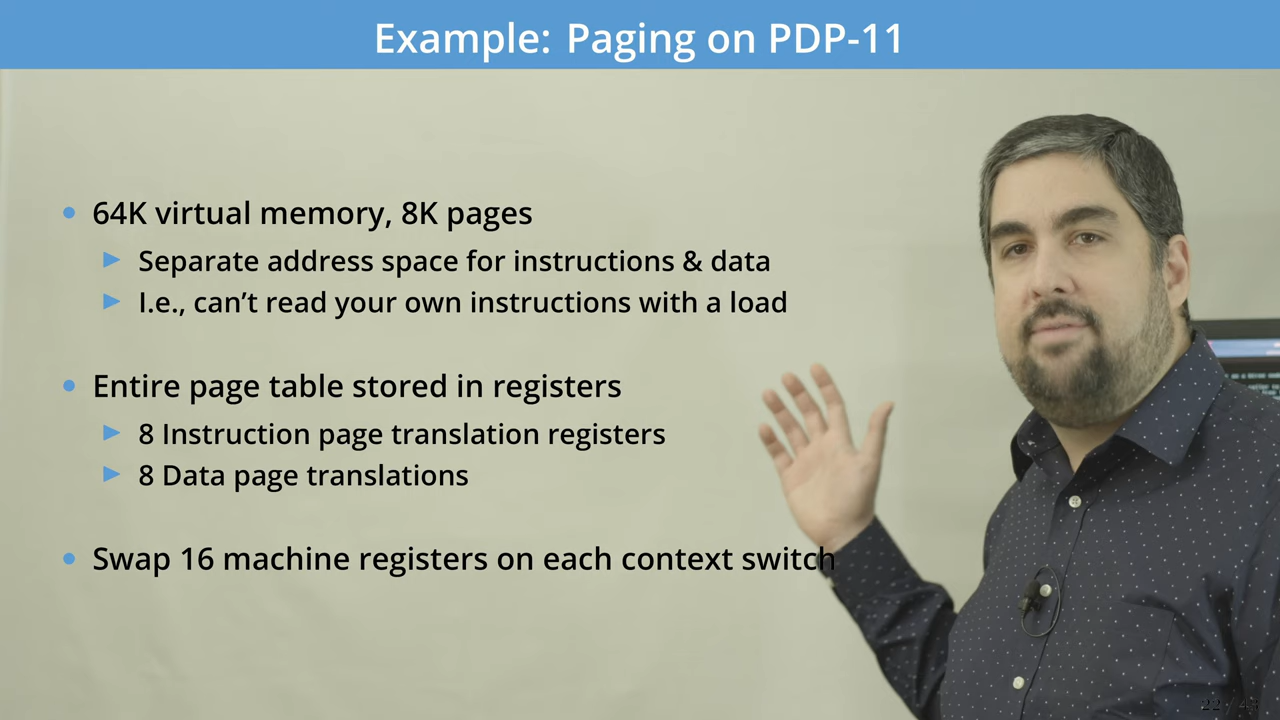 Example: Paging on PDP-11
64K virtual memory, 8K pages
Separate address space for instructions & data
I.e., can't read your own instructions with a load
Entire page table stored in registers
8 Instruction page translation registers
8 Data page translations
Swap 16 machine registers on each context switch